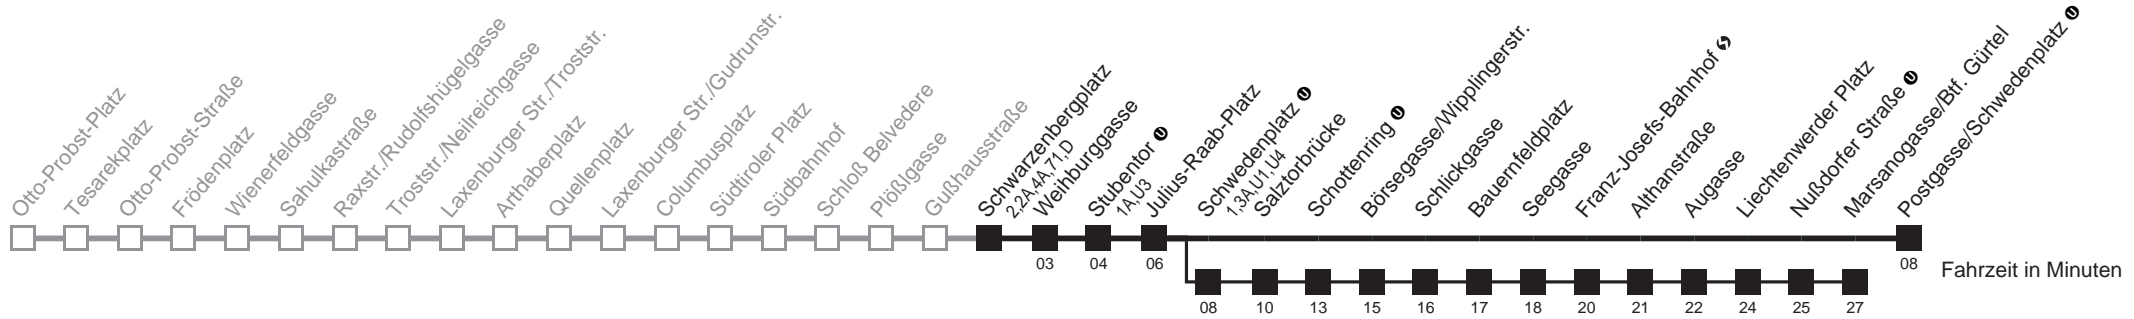 Otto-Probst-Platz
Tesarekplatz
Otto-Probst-Straße
Frödenplatz
Wienerfeldgasse
Sahulkastraße
Raxstr./Rudolfshügelgasse
Troststr./Neilreichgasse
Laxenburger Str./Troststr.
Arthaberplatz
Quellenplatz
Laxenburger Str./Gudrunstr.
Columbusplatz
Südtiroler Platz
Südbahnhof
Schloß Belvedere
Plößlgasse
Gußhausstraße
Schwarzenbergplatz
2,2A,4A,71,D
Weihburggasse
Stubentor U
1A,U3
Julius-Raab-Platz
Schwedenplatz U
1,3A,U1,U4
Salztorbrücke
Schottenring U
Börsegasse/Wipplingerstr.
Schlickgasse
Bauernfeldplatz
Seegasse
Franz-Josefs-Bahnhof S
Althanstraße
Augasse
Liechtenwerder Platz
Nußdorfer Straße U
Marsanogasse/Btf. Gürtel
Postgasse/Schwedenplatz U
03 04 06 08
Fahrzeit in Minuten
08 10 13 15 16 17 18 20 21 22 24 25 27